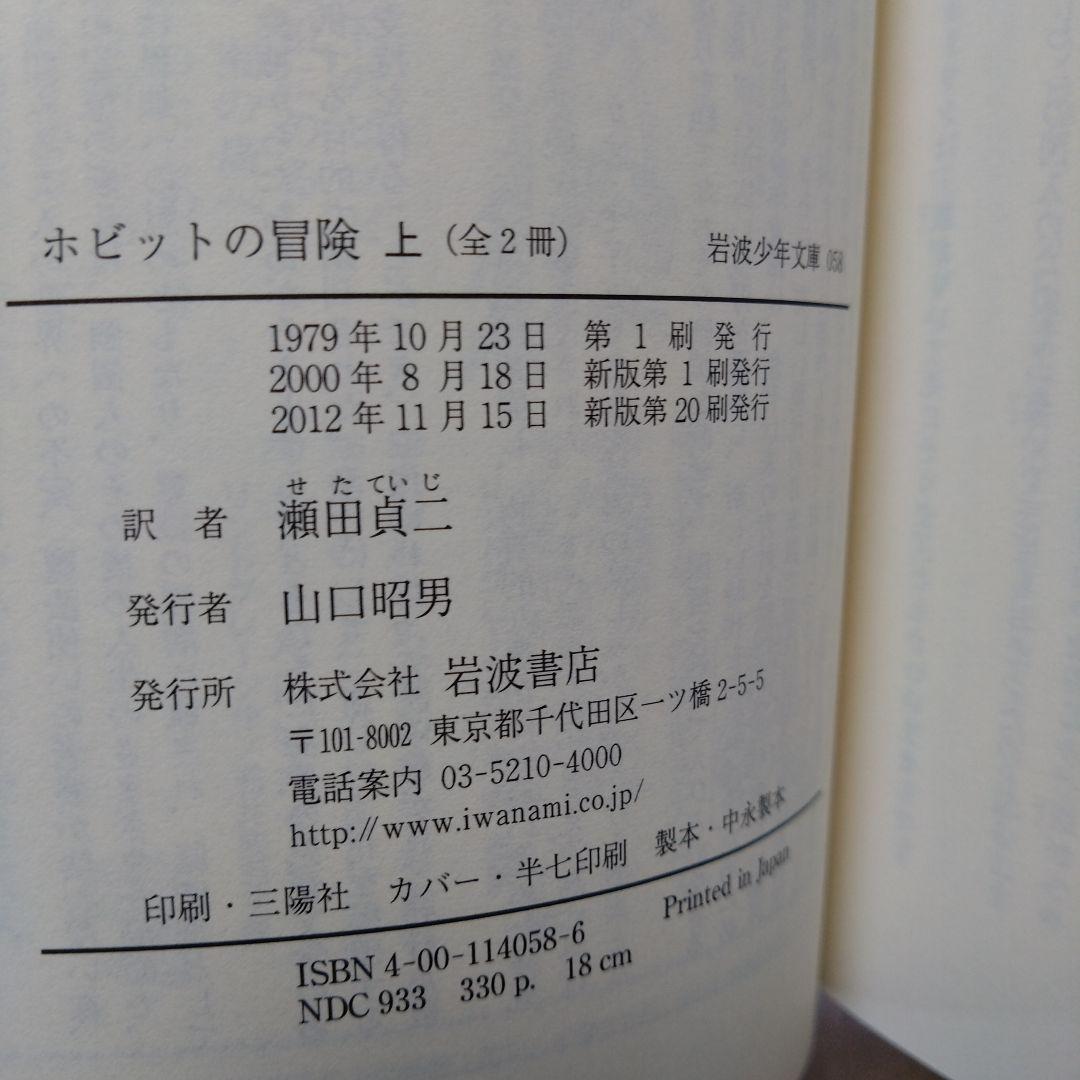 ホビットの冒険 上（全2冊） 岩波少年文庫 058
1979年10月23日 第1刷発行
2000年8月18日 新版第1刷発行
2012年11月15日 新版第20刷発行
せたていじ
訳者 瀬田貞二
発行者 山口昭男
発行所 株式会社 岩波書店
〒101-8002 東京都千代田区一ツ橋2-5-5
電話案内 03-5210-4000
http://www.iwanami.co.jp/
印刷・三陽社 カバー・半七印刷 製本・中永製本
ISBN 4-00-114058-6 Printed in Japan
NDC 933 330 p. 18 cm